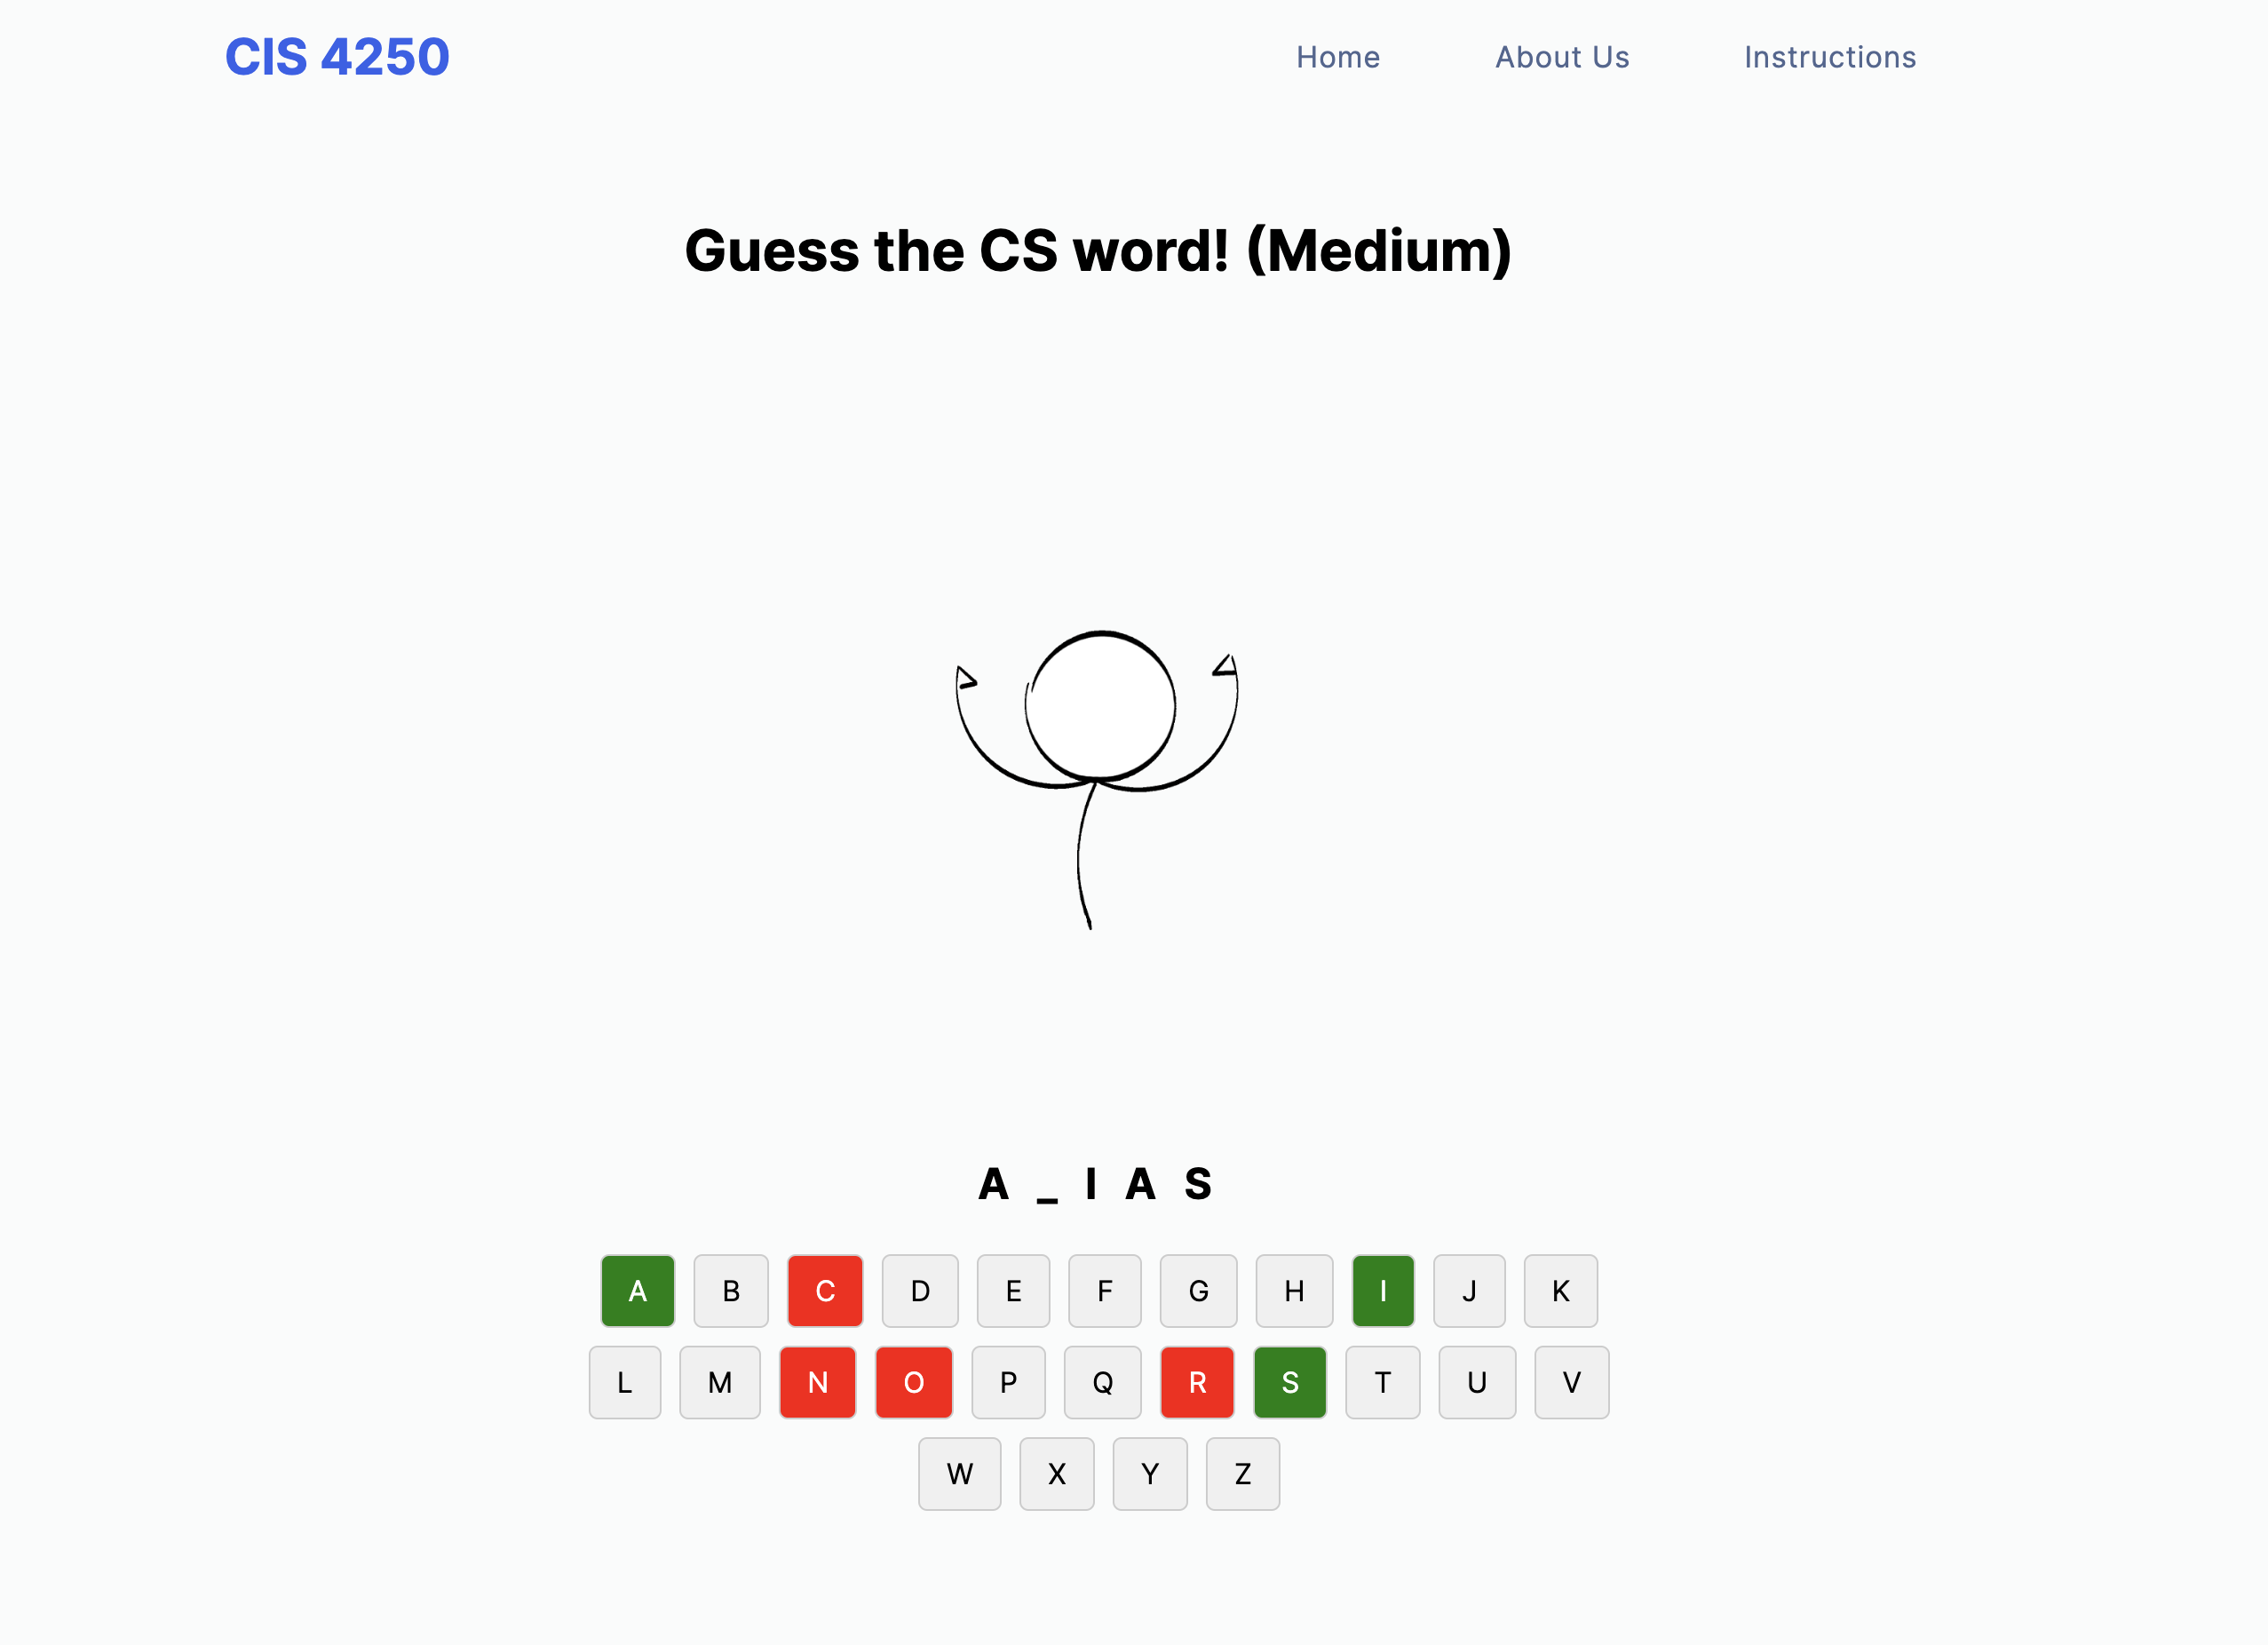 CIS 4250 Home About Us Instructions
Guess the CS word! (Medium)
A _ I A S
A B C D E F G H I J K
L M N O P Q R S T U V
W X Y Z